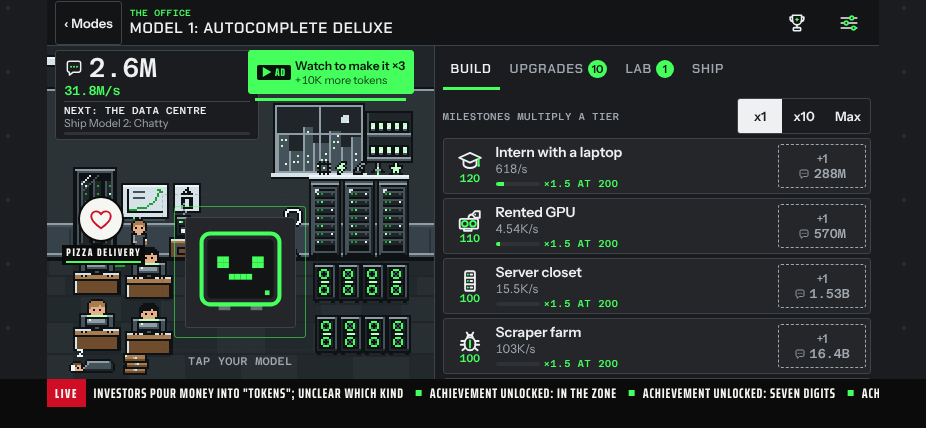 ‹ Modes
THE OFFICE
MODEL 1: AUTOCOMPLETE DELUXE
2.6M
31.8M/s
NEXT: THE DATA CENTRE
Ship Model 2: Chatty
AD
Watch to make it ×3
+10K more tokens
PIZZA DELIVERY
z
TAP YOUR MODEL
BUILD
UPGRADES 10
LAB 1
SHIP
MILESTONES MULTIPLY A TIER
x1
x10
Max
Intern with a laptop
618/s
120
×1.5 AT 200
+1
288M
Rented GPU
4.54K/s
110
×1.5 AT 200
+1
570M
Server closet
15.5K/s
100
×1.5 AT 200
+1
1.53B
Scraper farm
103K/s
100
×1.5 AT 200
+1
16.4B
LIVE
INVESTORS POUR MONEY INTO "TOKENS"; UNCLEAR WHICH KIND ■ ACHIEVEMENT UNLOCKED: IN THE ZONE ■ ACHIEVEMENT UNLOCKED: SEVEN DIGITS ■ ACH